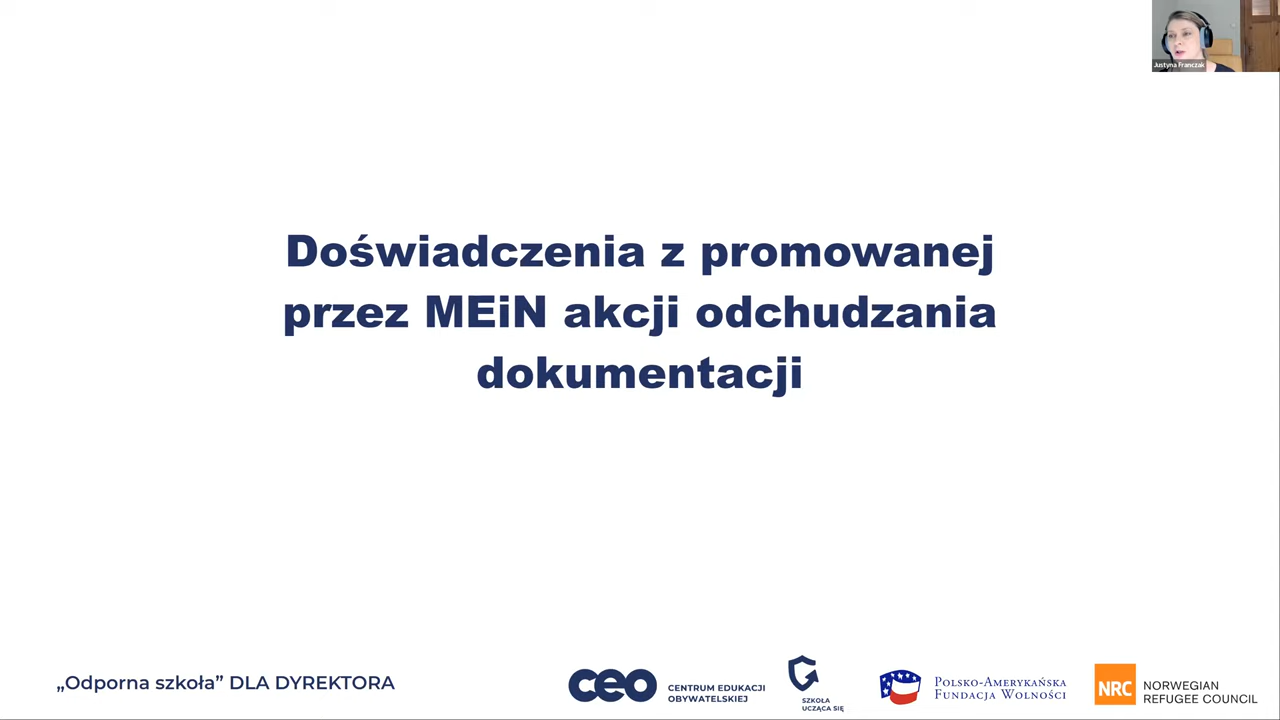 Justyna Franczak
Doświadczenia z promowanej
przez MEiN akcji odchudzania
dokumentacji
„Odporna szkoła” DLA DYREKTORA
ceo
CENTRUM EDUKACJI
OBYWATELSKIEJ
SZKOŁA
UCZĄCA SIĘ
POLSKO-AMERYKAŃSKA
FUNDACJA WOLNOŚCI
NRC
NORWEGIAN
REFUGEE COUNCIL